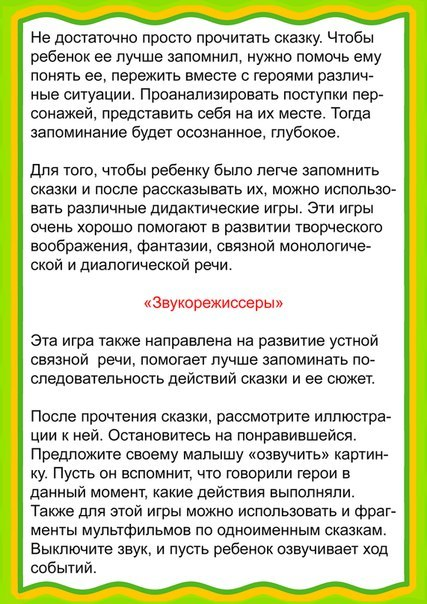 Не достаточно просто прочитать сказку. Чтобы
ребенок ее лучше запомнил, нужно помочь ему
понять ее, пережить вместе с героями различ-
ные ситуации. Проанализировать поступки пер-
сонажей, представить себя на их месте. Тогда
запоминание будет осознанное, глубокое.
Для того, чтобы ребенку было легче запомнить
сказки и после рассказывать их, можно использо-
вать различные дидактические игры. Эти игры
очень хорошо помогают в развитии творческого
воображения, фантазии, связной монологиче-
ской и диалогической речи.
«Звукорежиссеры»
Эта игра также направлена на развитие устной
связной речи, помогает лучше запоминать по-
следовательность действий сказки и ее сюжет.
После прочтения сказки, рассмотрите иллюстра-
ции к ней. Остановитесь на понравившейся.
Предложите своему малышу «озвучить» картин-
ку. Пусть он вспомнит, что говорили герои в
данный момент, какие действия выполняли.
Также для этой игры можно использовать и фраг-
менты мультфильмов по одноименным сказкам.
Выключите звук, и пусть ребенок озвучивает ход
событий.